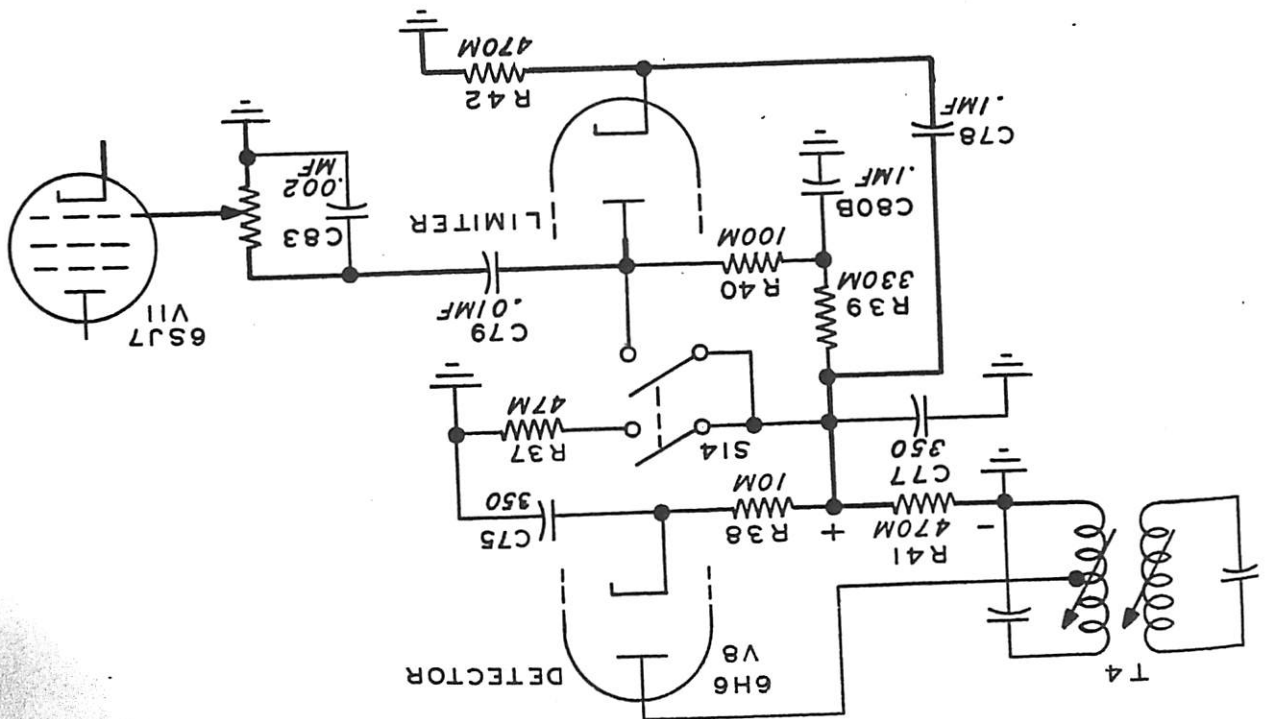 T4
6H6
V8
DETECTOR
R41
470M
-
+
R38
10M
C75
350
C77
350
S14
R37
47M
C79
.01MF
6SJ7
V11
R39
330M
R40
100M
LIMITER
C83
.002
MF
C80B
.1MF
C78
.1MF
R42
470M